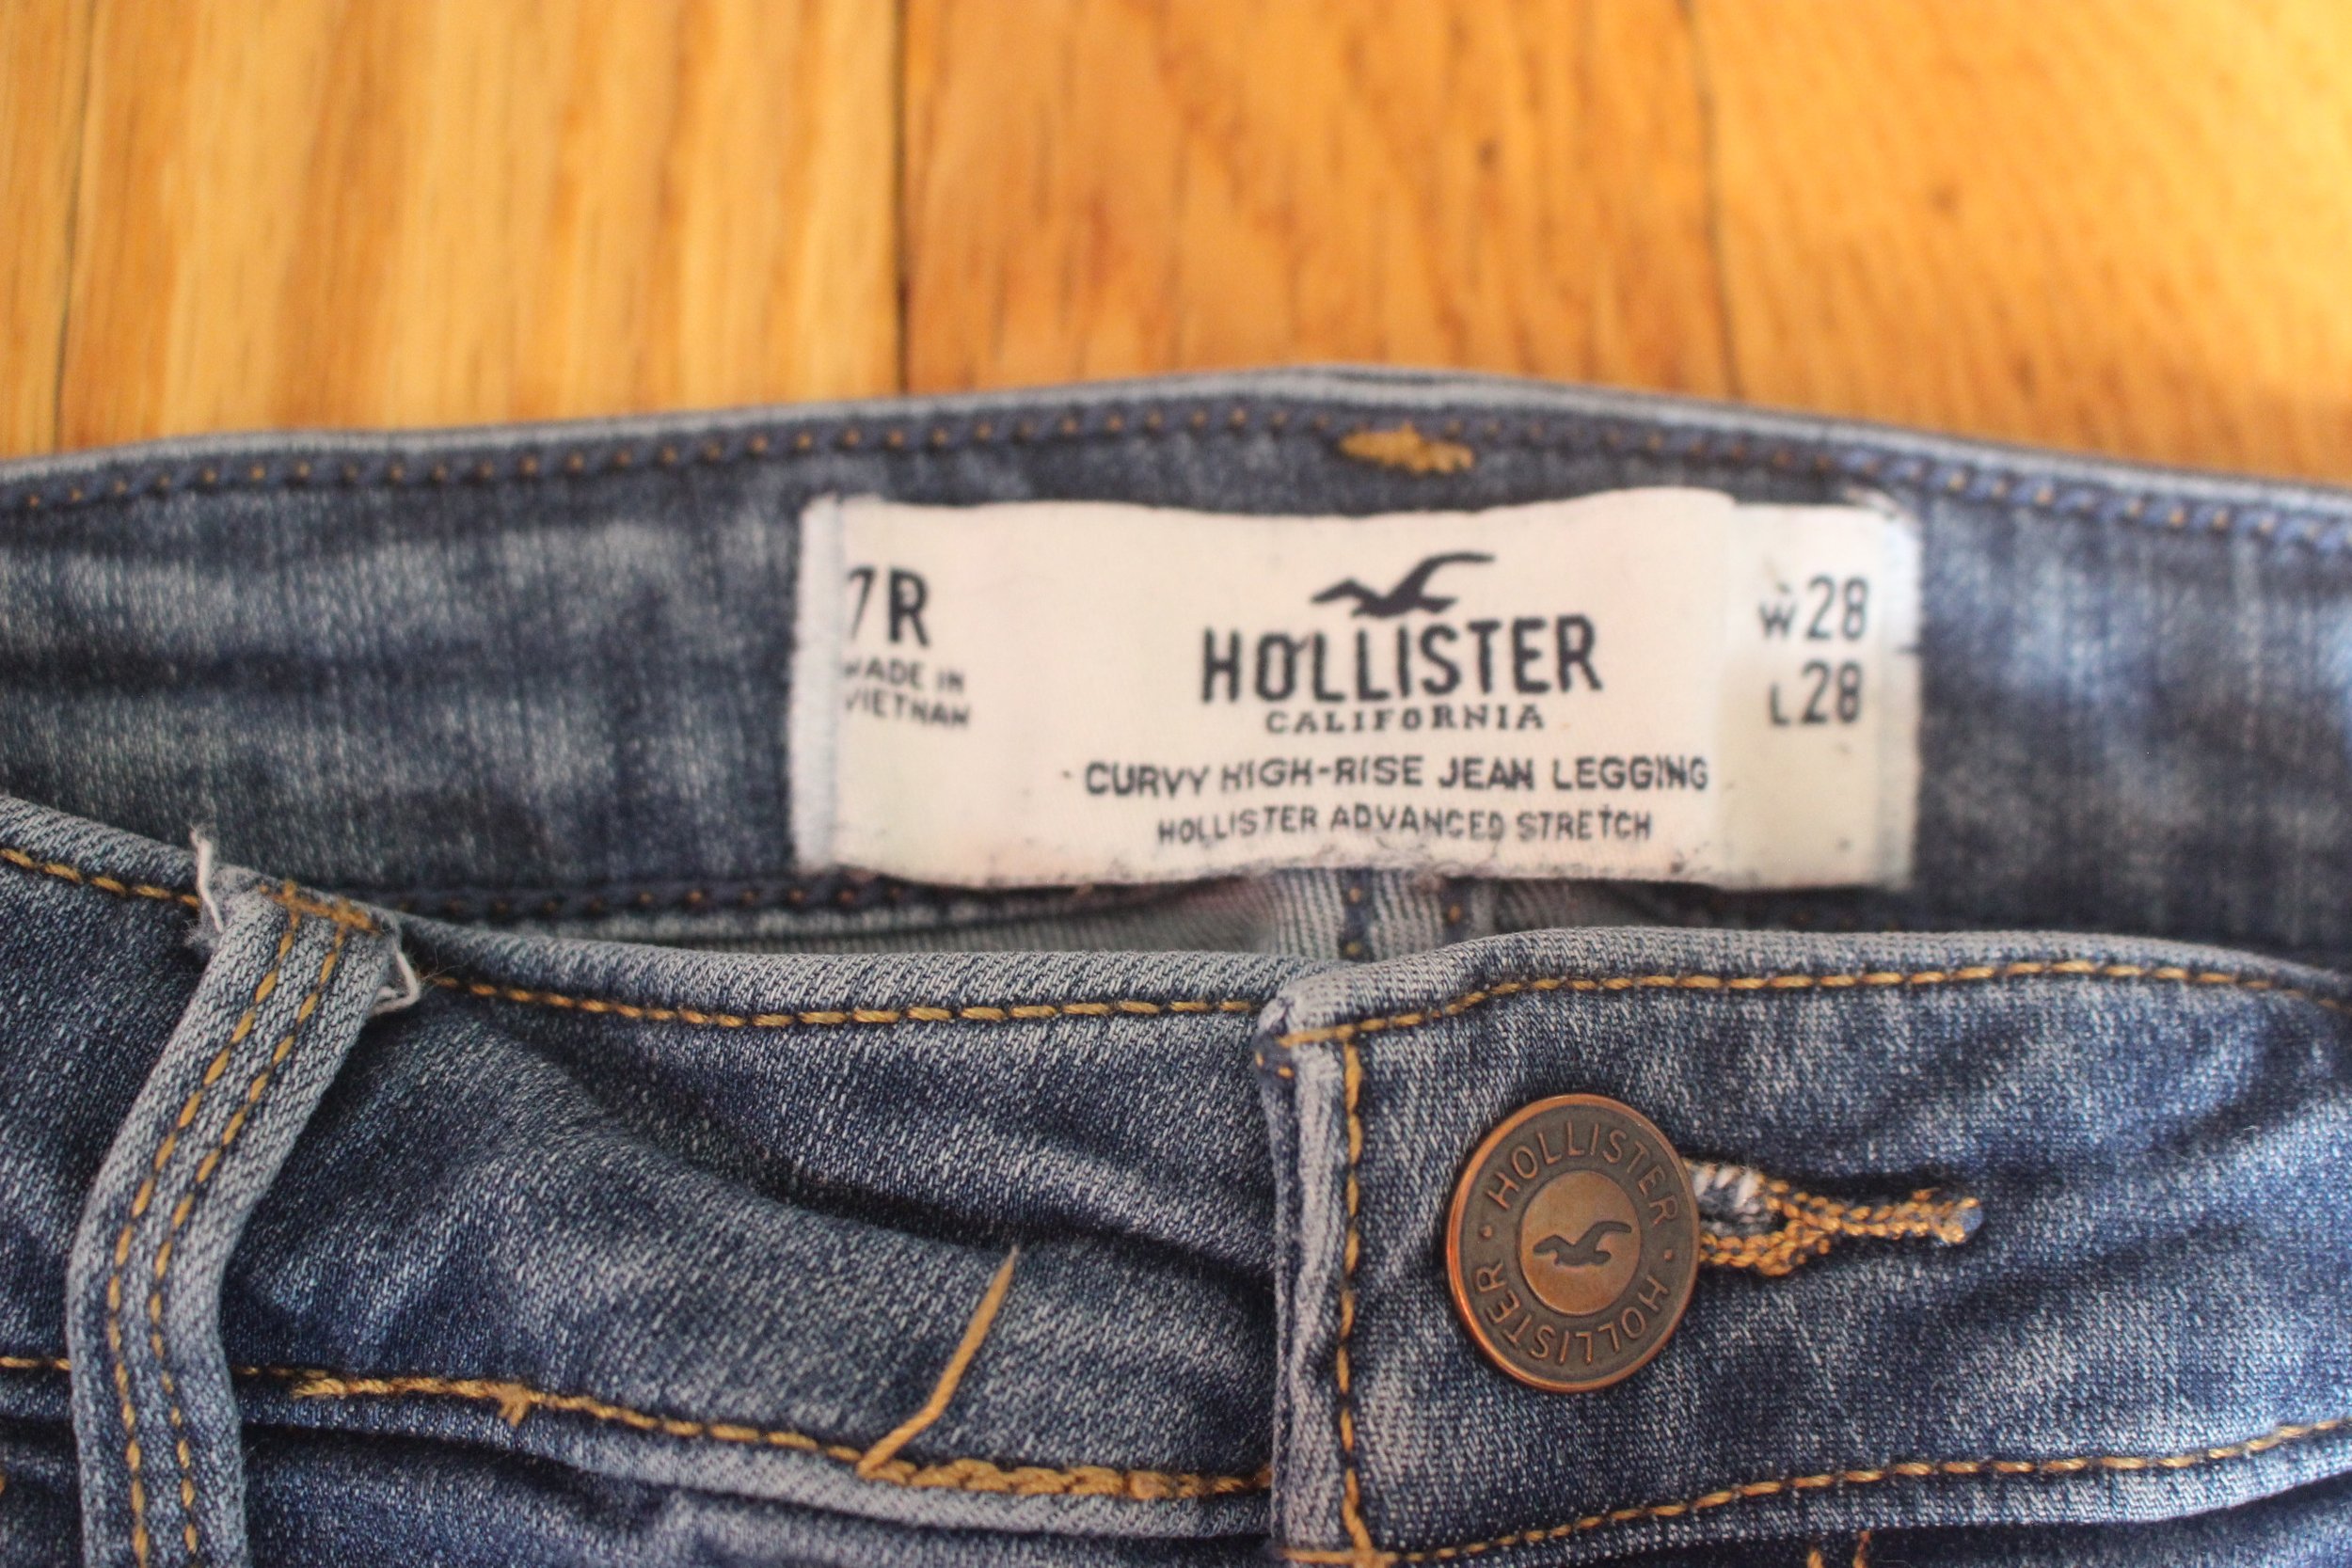 7R
MADE IN
VIETNAM
HOLLISTER
CALIFORNIA
CURVY HIGH-RISE JEAN LEGGING
HOLLISTER ADVANCED STRETCH
W28
L28
HOLLISTER · HOLLISTER ·